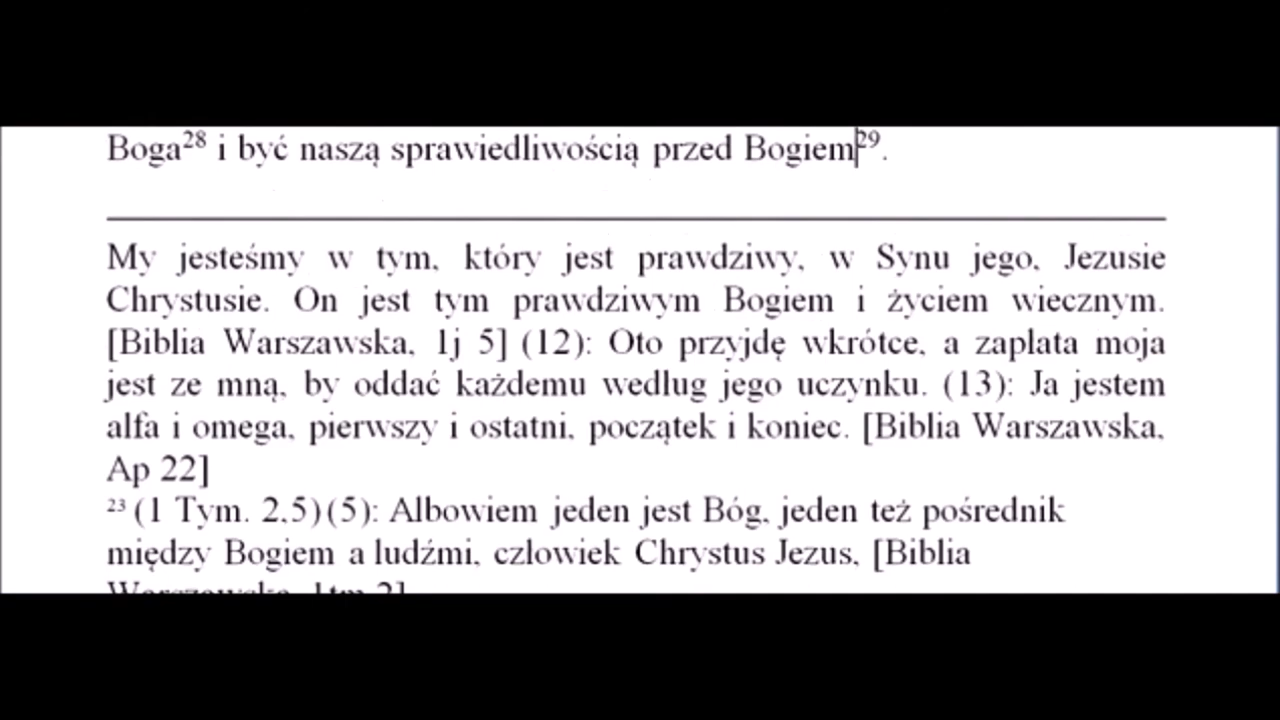 Boga²⁸ i być naszą sprawiedliwością przed Bogiem²⁹.
My jesteśmy w tym, który jest prawdziwy, w Synu jego, Jezusie
Chrystusie. On jest tym prawdziwym Bogiem i życiem wiecznym.
[Biblia Warszawska, 1j 5] (12): Oto przyjdę wkrótce, a zapłata moja
jest ze mną, by oddać każdemu według jego uczynku. (13): Ja jestem
alfa i omega, pierwszy i ostatni, początek i koniec. [Biblia Warszawska,
Ap 22]
²³ (1 Tym. 2,5)(5): Albowiem jeden jest Bóg, jeden też pośrednik
między Bogiem a ludźmi, człowiek Chrystus Jezus, [Biblia
Warszawska, 1tm 2]